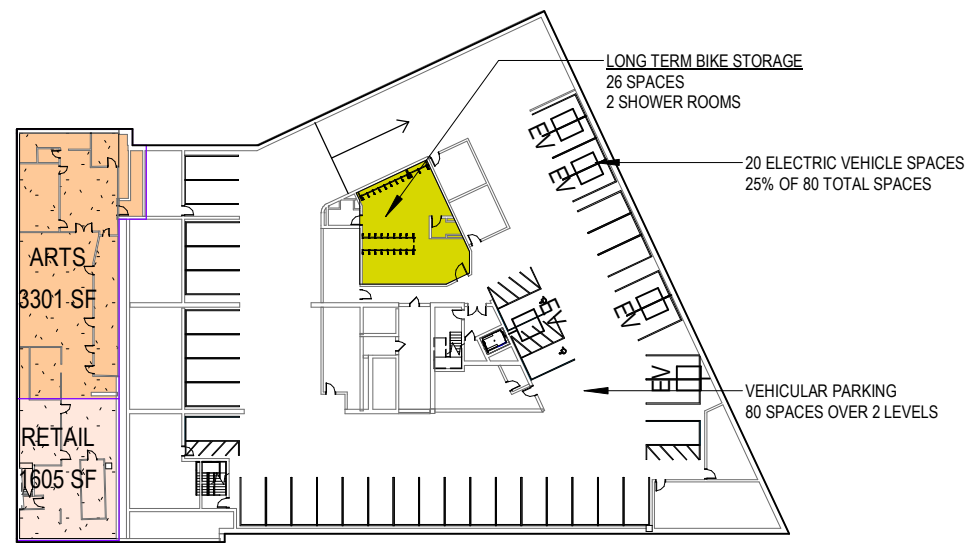 LONG TERM BIKE STORAGE
26 SPACES
2 SHOWER ROOMS
20 ELECTRIC VEHICLE SPACES
25% OF 80 TOTAL SPACES
EV
EV
ARTS
3301 SF
EV
EV
EV
VEHICULAR PARKING
80 SPACES OVER 2 LEVELS
RETAIL
1605 SF